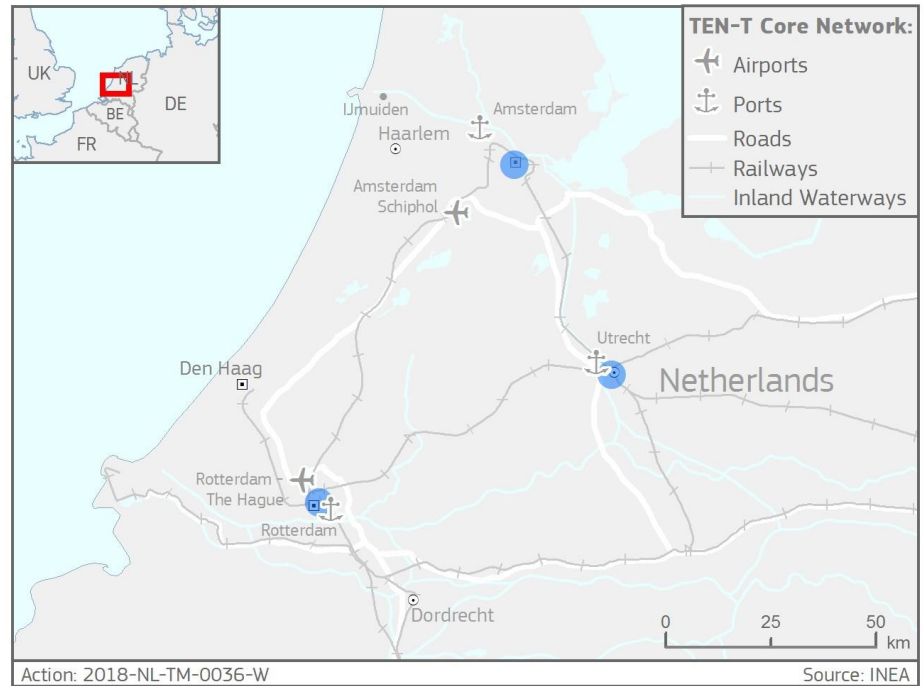 UK
NL
DE
BE
FR
TEN-T Core Network:
Airports
Ports
Roads
Railways
Inland Waterways
IJmuiden
Amsterdam
Haarlem
Amsterdam
Schiphol
Utrecht
Netherlands
Den Haag
Rotterdam -
The Hague
Rotterdam
Dordrecht
0 25 50
km
Action: 2018-NL-TM-0036-W
Source: INEA